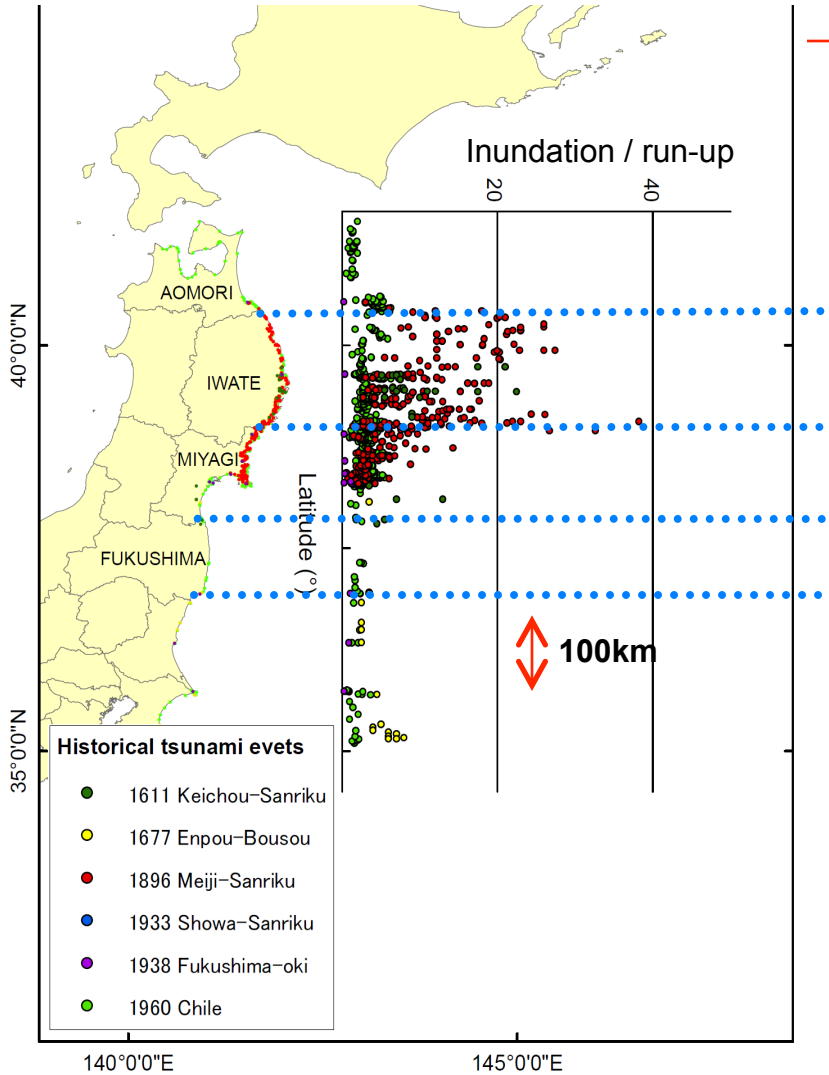 Inundation / run-up
20
40
AOMORI
40°0'0"N
IWATE
MIYAGI
Latitude (°)
FUKUSHIMA
100km
35°0'0"N
Historical tsunami evets
1611 Keichou-Sanriku
1677 Enpou-Bousou
1896 Meiji-Sanriku
1933 Showa-Sanriku
1938 Fukushima-oki
1960 Chile
140°0'0"E
145°0'0"E